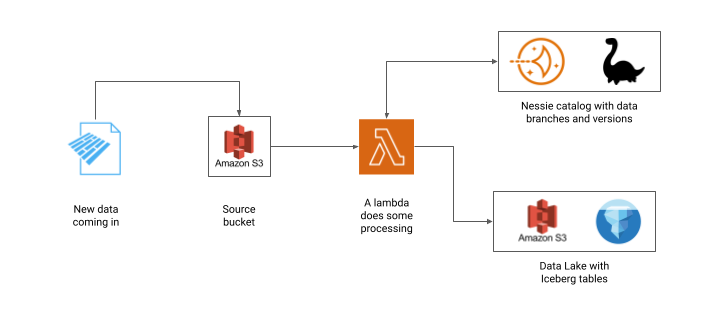 New data
coming in
Amazon S3
Source
bucket
A lambda
does some
processing
Nessie catalog with data
branches and versions
Amazon S3
Data Lake with
Iceberg tables